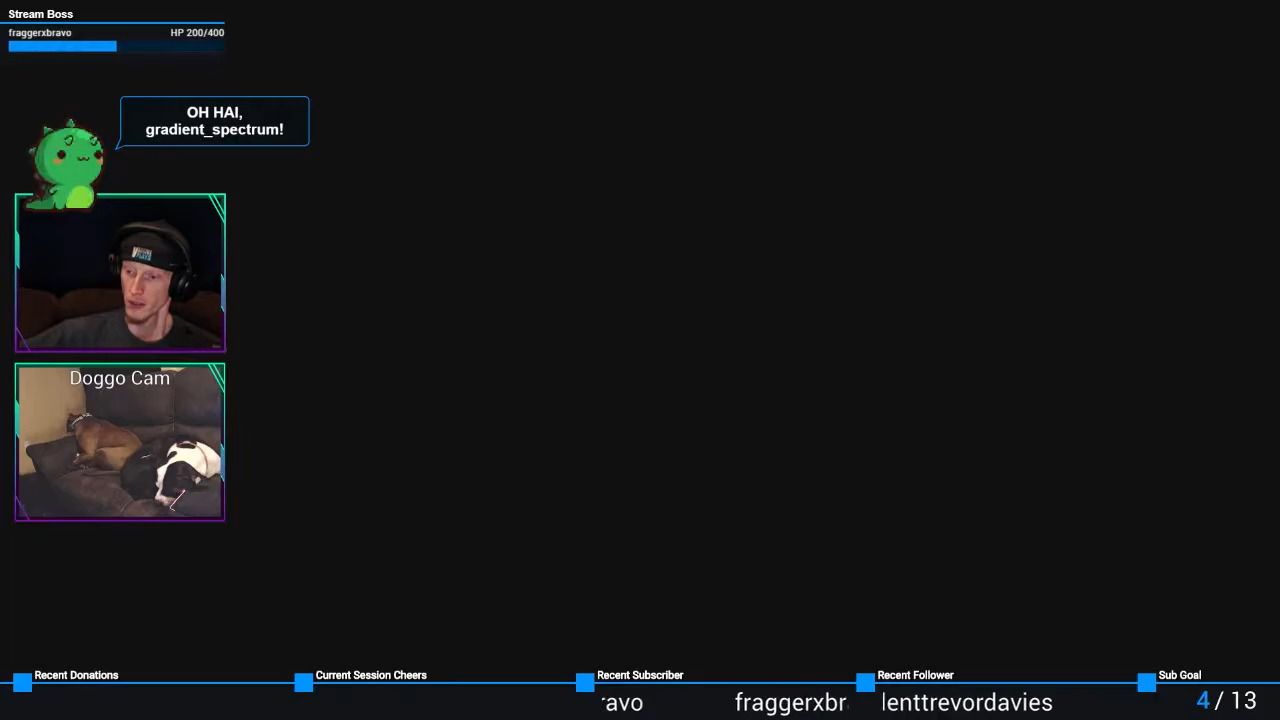 Stream Boss
fraggerxbravo HP 200/400
OH HAI,
gradient_spectrum!
Doggo Cam
Recent Donations
Current Session Cheers
Recent Subscriber
Recent Follower
Sub Goal
ravo fraggerxbr
lenttrevordavies
4 / 13